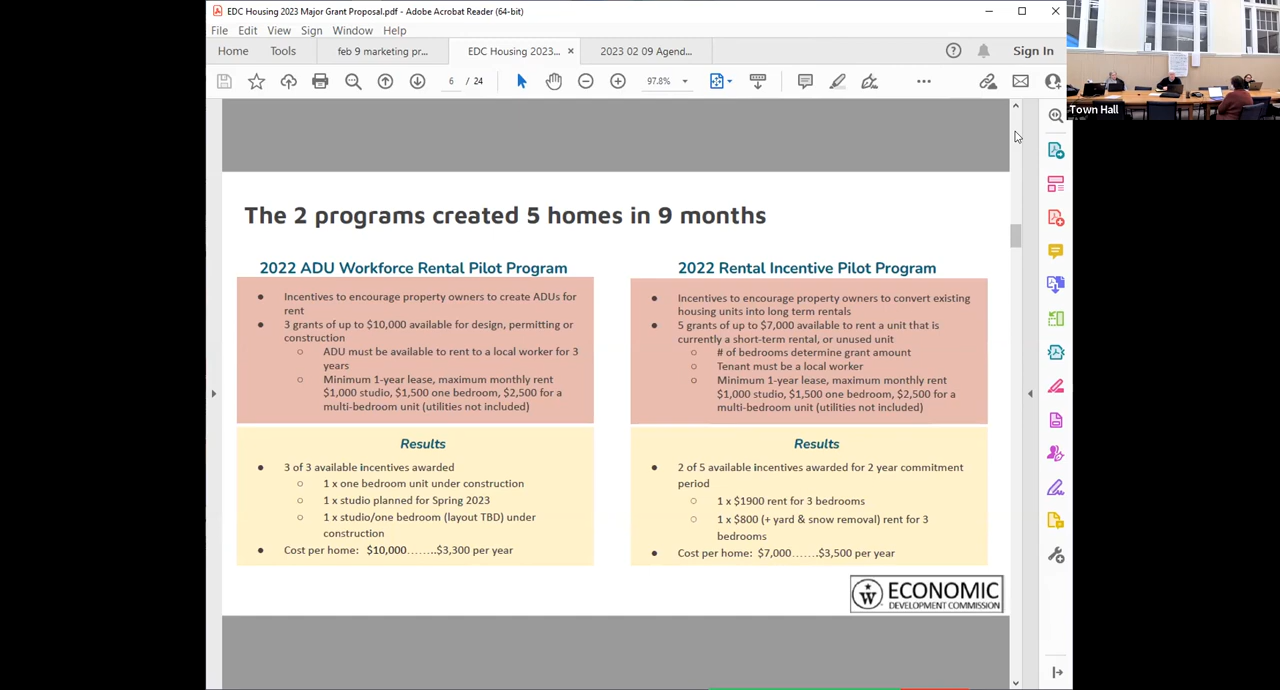 EDC Housing 2023 Major Grant Proposal.pdf - Adobe Acrobat Reader (64-bit)
File Edit View Sign Window Help
Home Tools feb 9 marketing pr... EDC Housing 2023... × 2023 02 09 Agend... Sign In
6 / 24 97.8%
Town Hall
The 2 programs created 5 homes in 9 months
2022 ADU Workforce Rental Pilot Program
● Incentives to encourage property owners to create ADUs for
rent
● 3 grants of up to $10,000 available for design, permitting or
construction
○ ADU must be available to rent to a local worker for 3
years
○ Minimum 1-year lease, maximum monthly rent
$1,000 studio, $1,500 one bedroom, $2,500 for a
multi-bedroom unit (utilities not included)
Results
● 3 of 3 available incentives awarded
○ 1 x one bedroom unit under construction
○ 1 x studio planned for Spring 2023
○ 1 x studio/one bedroom (layout TBD) under
construction
● Cost per home: $10,000........$3,300 per year
2022 Rental Incentive Pilot Program
● Incentives to encourage property owners to convert existing
housing units into long term rentals
● 5 grants of up to $7,000 available to rent a unit that is
currently a short-term rental, or unused unit
○ # of bedrooms determine grant amount
○ Tenant must be a local worker
○ Minimum 1-year lease, maximum monthly rent
$1,000 studio, $1,500 one bedroom, $2,500 for a
multi-bedroom unit (utilities not included)
Results
● 2 of 5 available incentives awarded for 2 year commitment
period
○ 1 x $1900 rent for 3 bedrooms
○ 1 x $800 (+ yard & snow removal) rent for 3
bedrooms
● Cost per home: $7,000.......$3,500 per year
W ECONOMIC
DEVELOPMENT COMMISSION